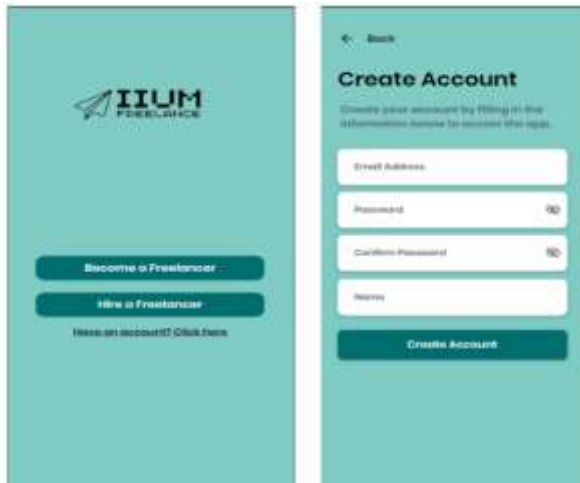 IIUM
FREELANCE
Become a Freelancer
Hire a Freelancer
Have an account? Click here
Back
Create Account
Create your account by filling in the
information below to access the app.
Email Address
Password
Confirm Password
Name
Create Account